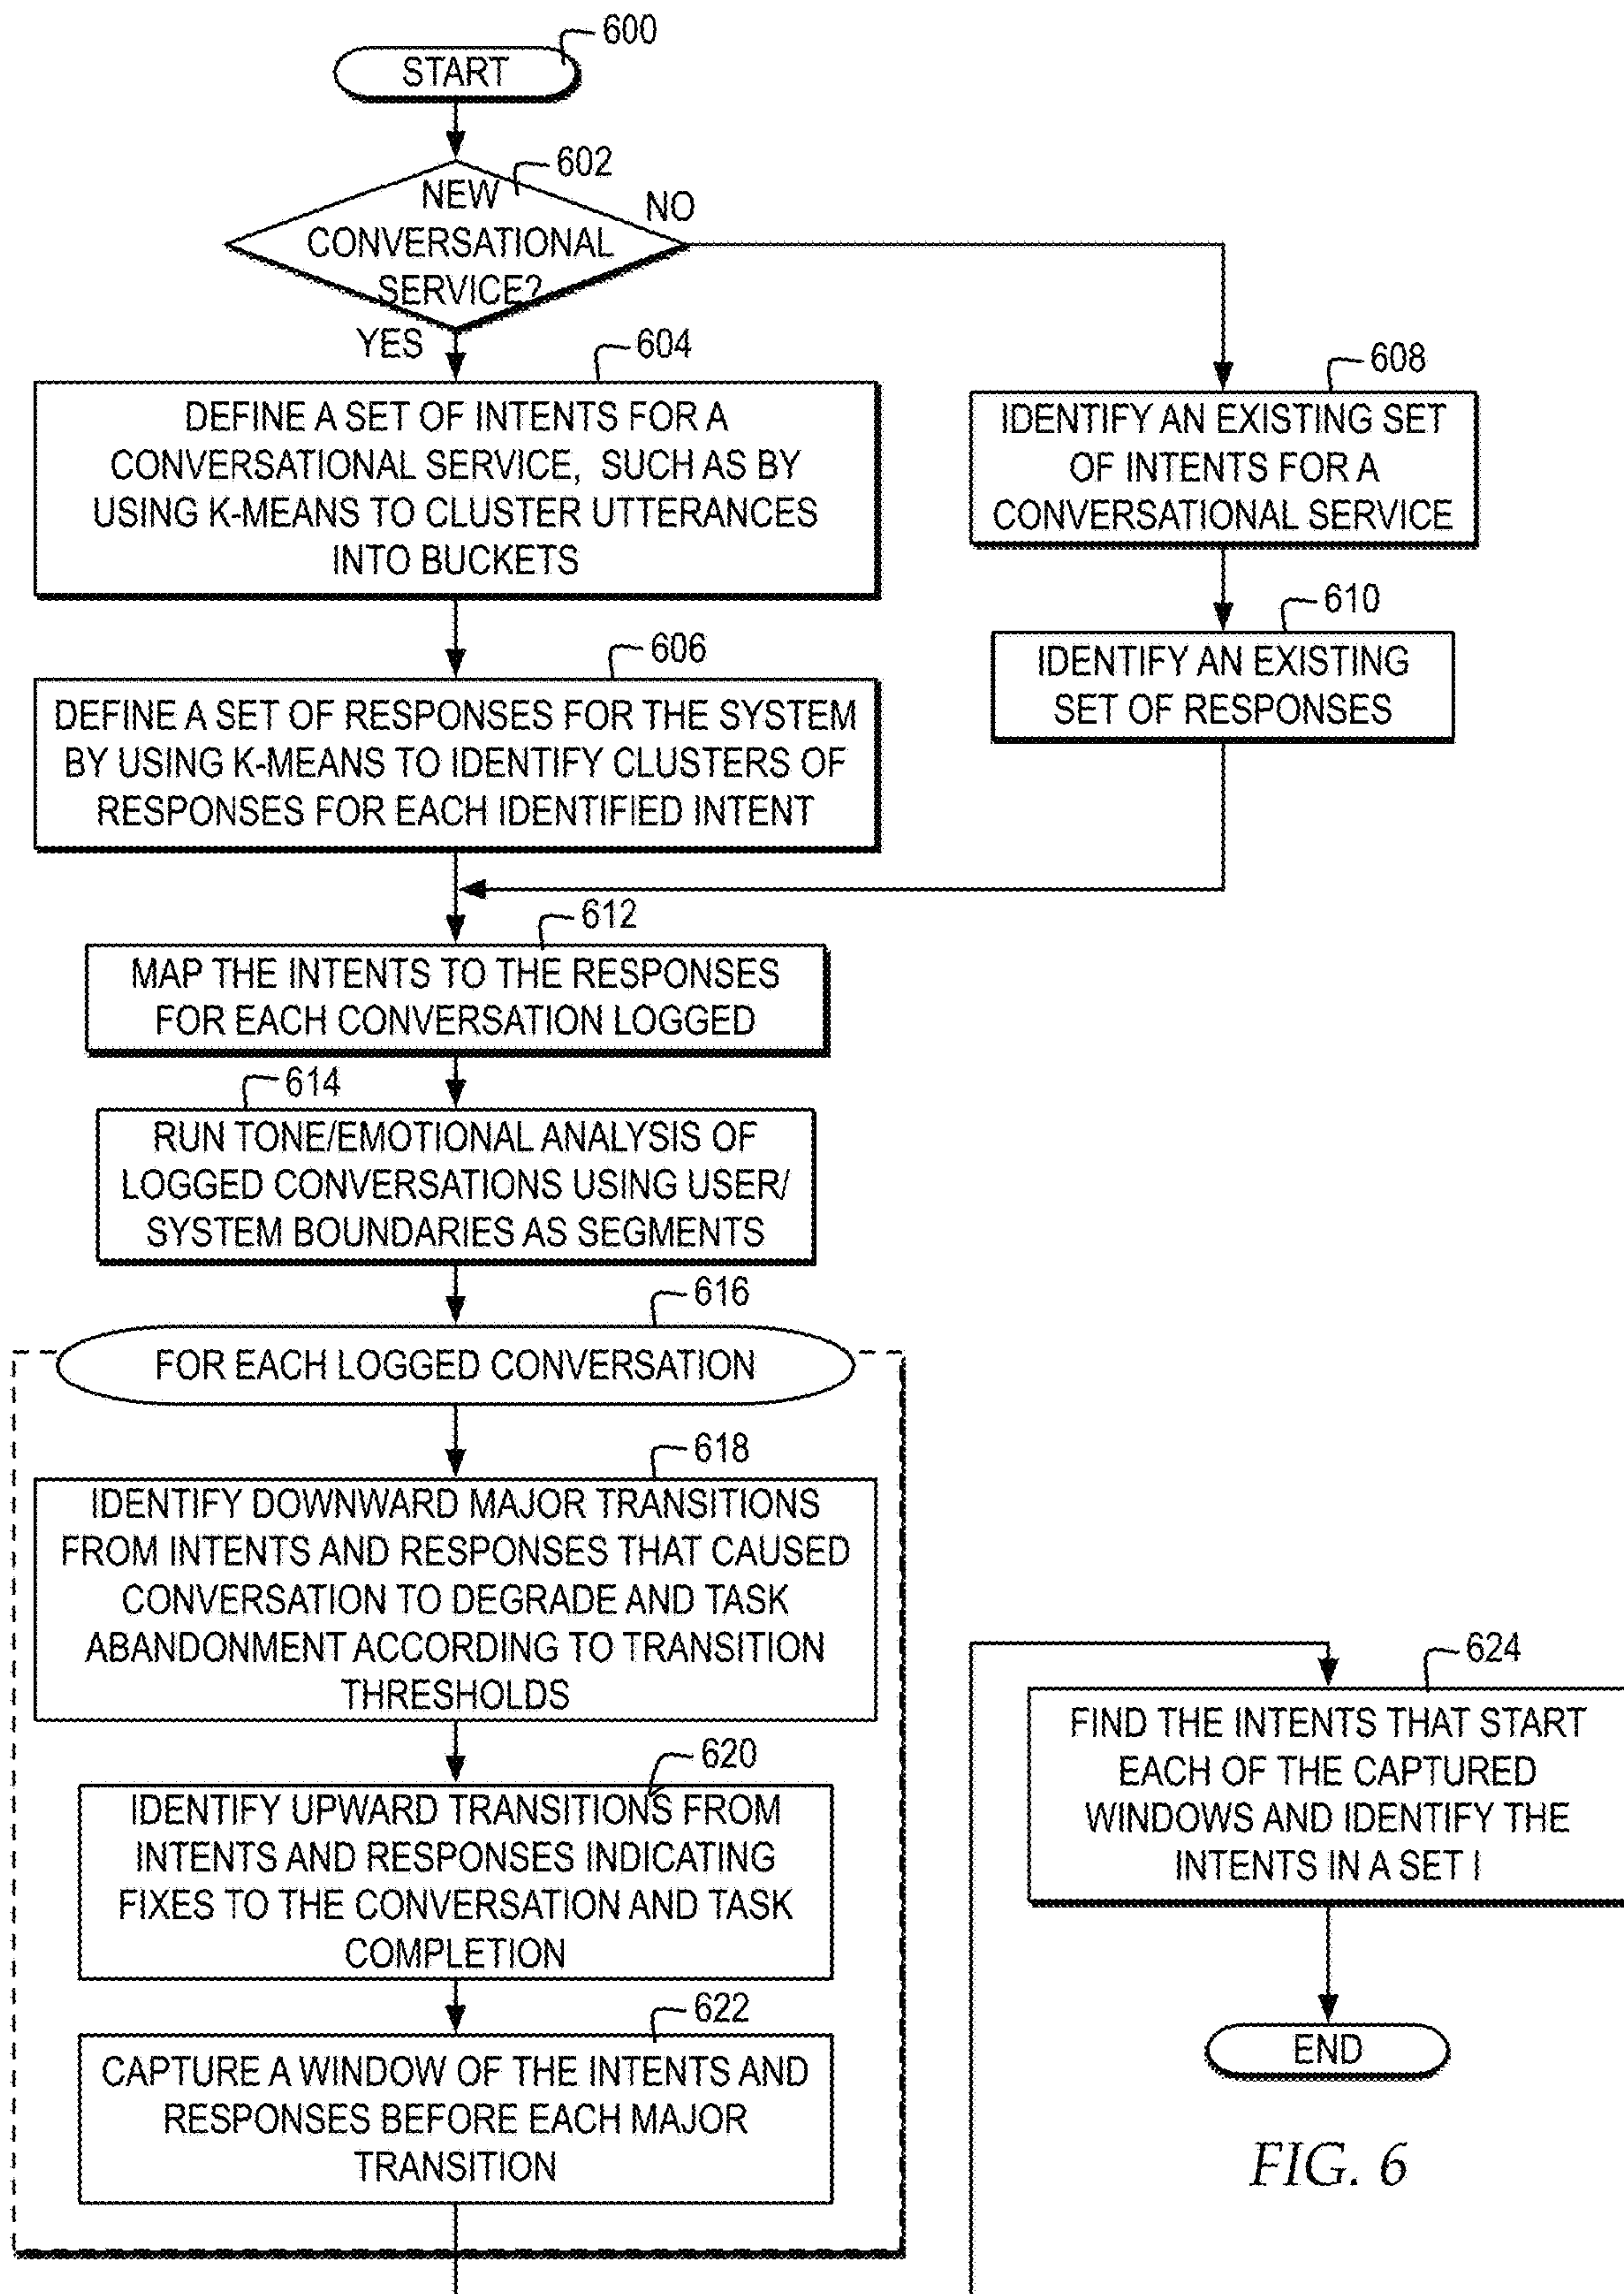 600
START
602
NEW
CONVERSATIONAL
SERVICE?
NO
YES
604
DEFINE A SET OF INTENTS FOR A
CONVERSATIONAL SERVICE, SUCH AS BY
USING K-MEANS TO CLUSTER UTTERANCES
INTO BUCKETS
608
IDENTIFY AN EXISTING SET
OF INTENTS FOR A
CONVERSATIONAL SERVICE
606
DEFINE A SET OF RESPONSES FOR THE SYSTEM
BY USING K-MEANS TO IDENTIFY CLUSTERS OF
RESPONSES FOR EACH IDENTIFIED INTENT
610
IDENTIFY AN EXISTING
SET OF RESPONSES
612
MAP THE INTENTS TO THE RESPONSES
FOR EACH CONVERSATION LOGGED
614
RUN TONE/EMOTIONAL ANALYSIS OF
LOGGED CONVERSATIONS USING USER/
SYSTEM BOUNDARIES AS SEGMENTS
616
FOR EACH LOGGED CONVERSATION
618
IDENTIFY DOWNWARD MAJOR TRANSITIONS
FROM INTENTS AND RESPONSES THAT CAUSED
CONVERSATION TO DEGRADE AND TASK
ABANDONMENT ACCORDING TO TRANSITION
THRESHOLDS
620
IDENTIFY UPWARD TRANSITIONS FROM
INTENTS AND RESPONSES INDICATING
FIXES TO THE CONVERSATION AND TASK
COMPLETION
622
CAPTURE A WINDOW OF THE INTENTS AND
RESPONSES BEFORE EACH MAJOR
TRANSITION
624
FIND THE INTENTS THAT START
EACH OF THE CAPTURED
WINDOWS AND IDENTIFY THE
INTENTS IN A SET I
END
FIG. 6